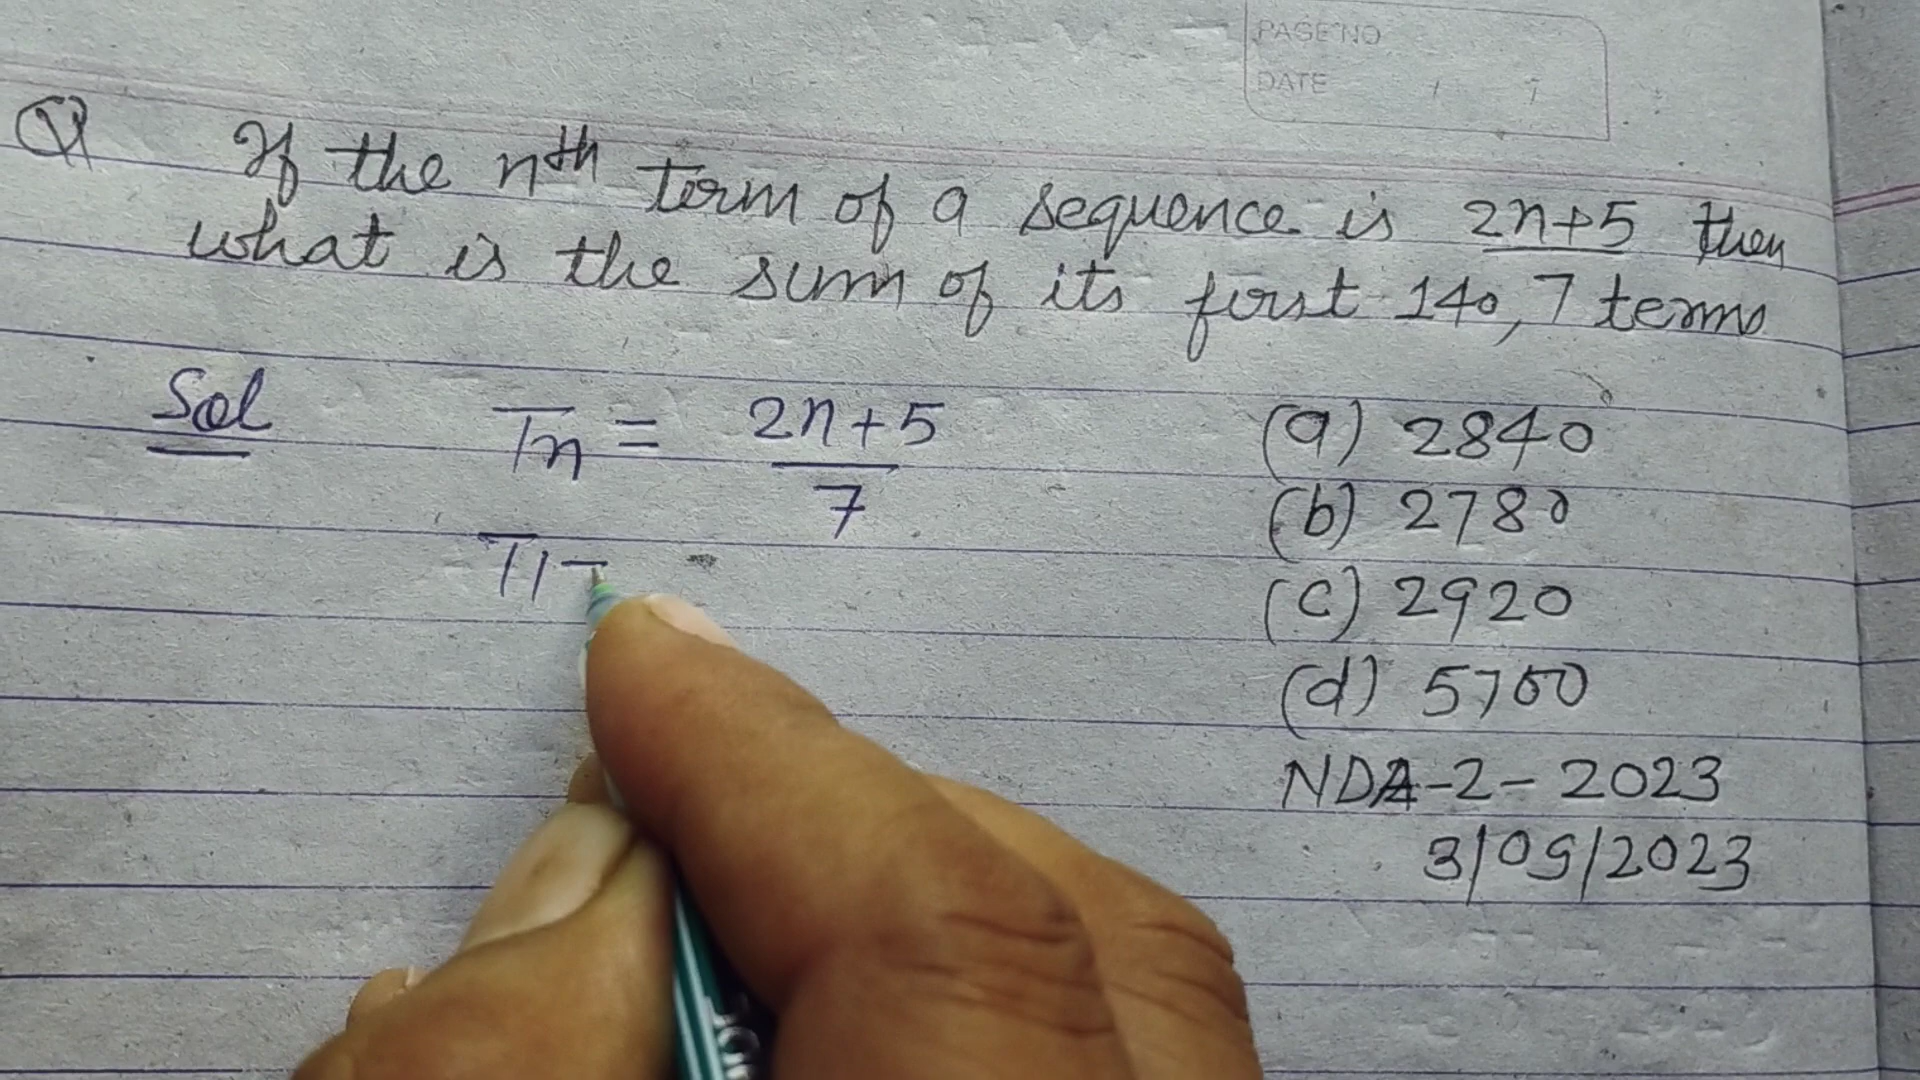 PAGE NO
DATE / /
Q If the nth term of a sequence is 2n+5 then
what is the sum of its first 140, 7 terms
Sol Tn = 2n+5 (a) 2840
7 (b) 2780
T1 =
(c) 2920
(d) 5700
NDA-2-2023
3/09/2023